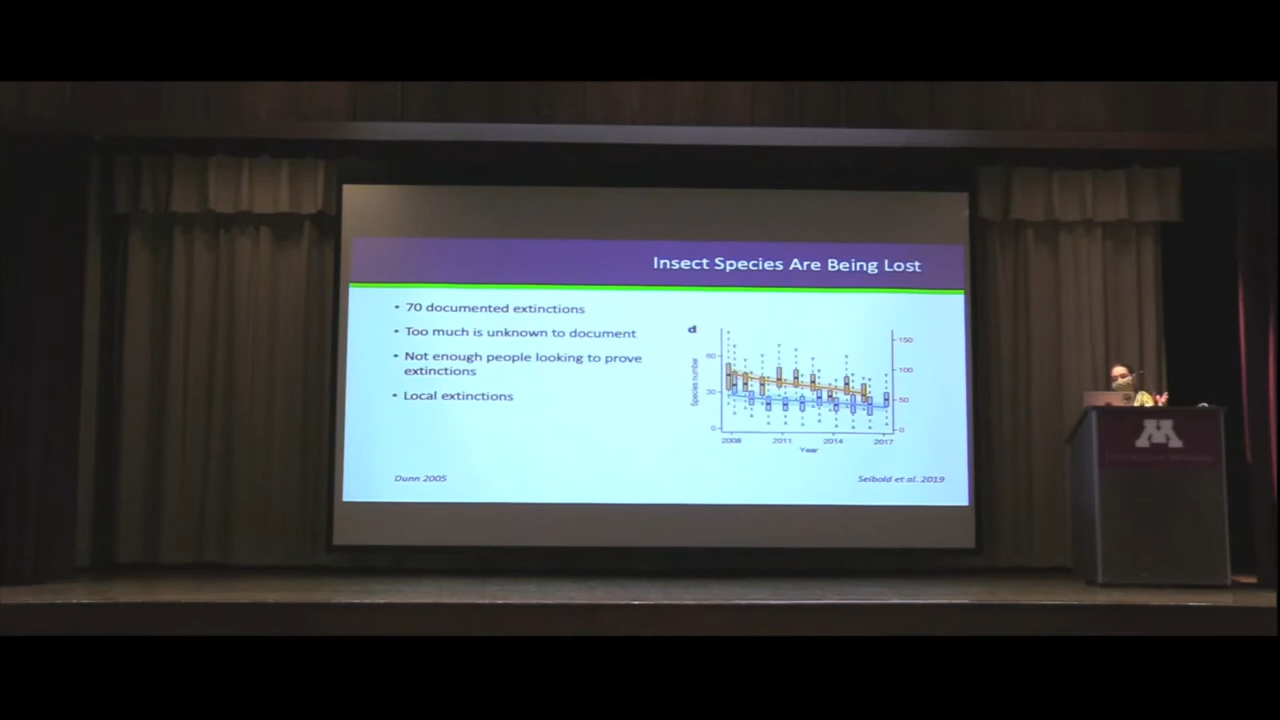 Insect Species Are Being Lost
• 70 documented extinctions
• Too much is unknown to document
• Not enough people looking to prove
extinctions
• Local extinctions
d
Species number
60
30
0
150
100
50
0
2008 2011 2014 2017
Year
Dunn 2005
Seibold et al. 2019
M